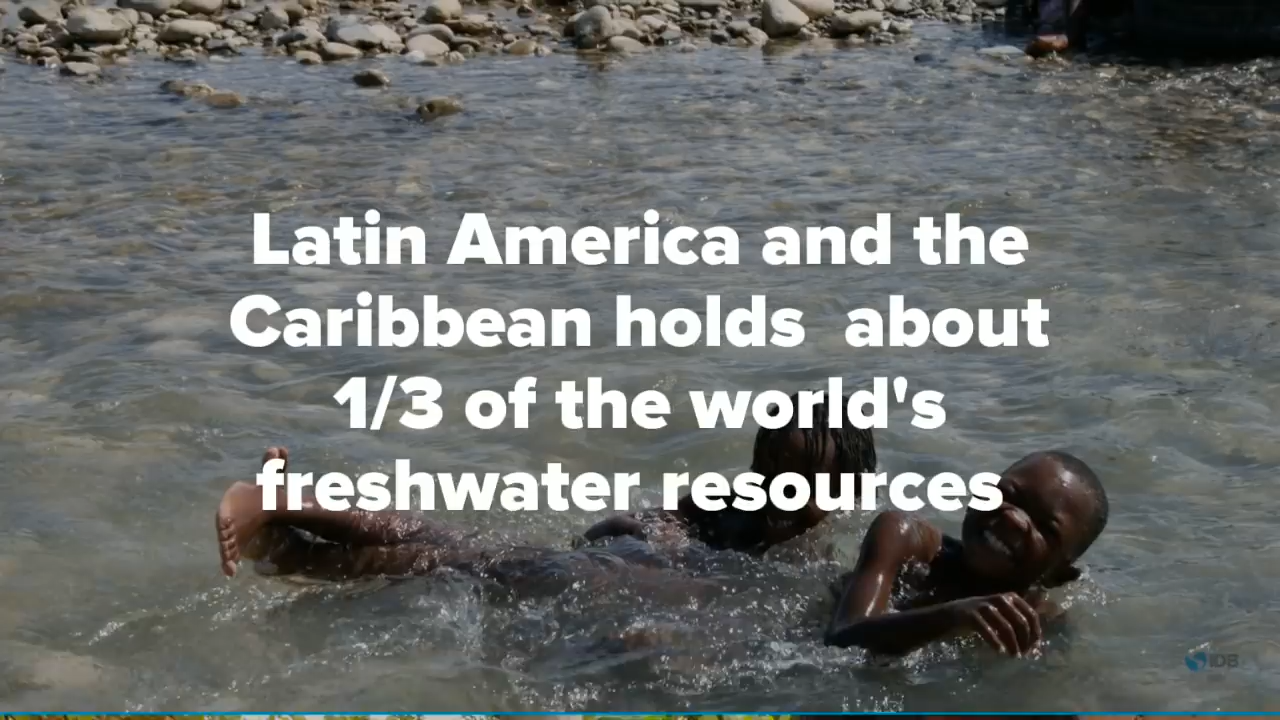 Latin America and the
Caribbean holds  about
1/3 of the world's
freshwater resources
IDB